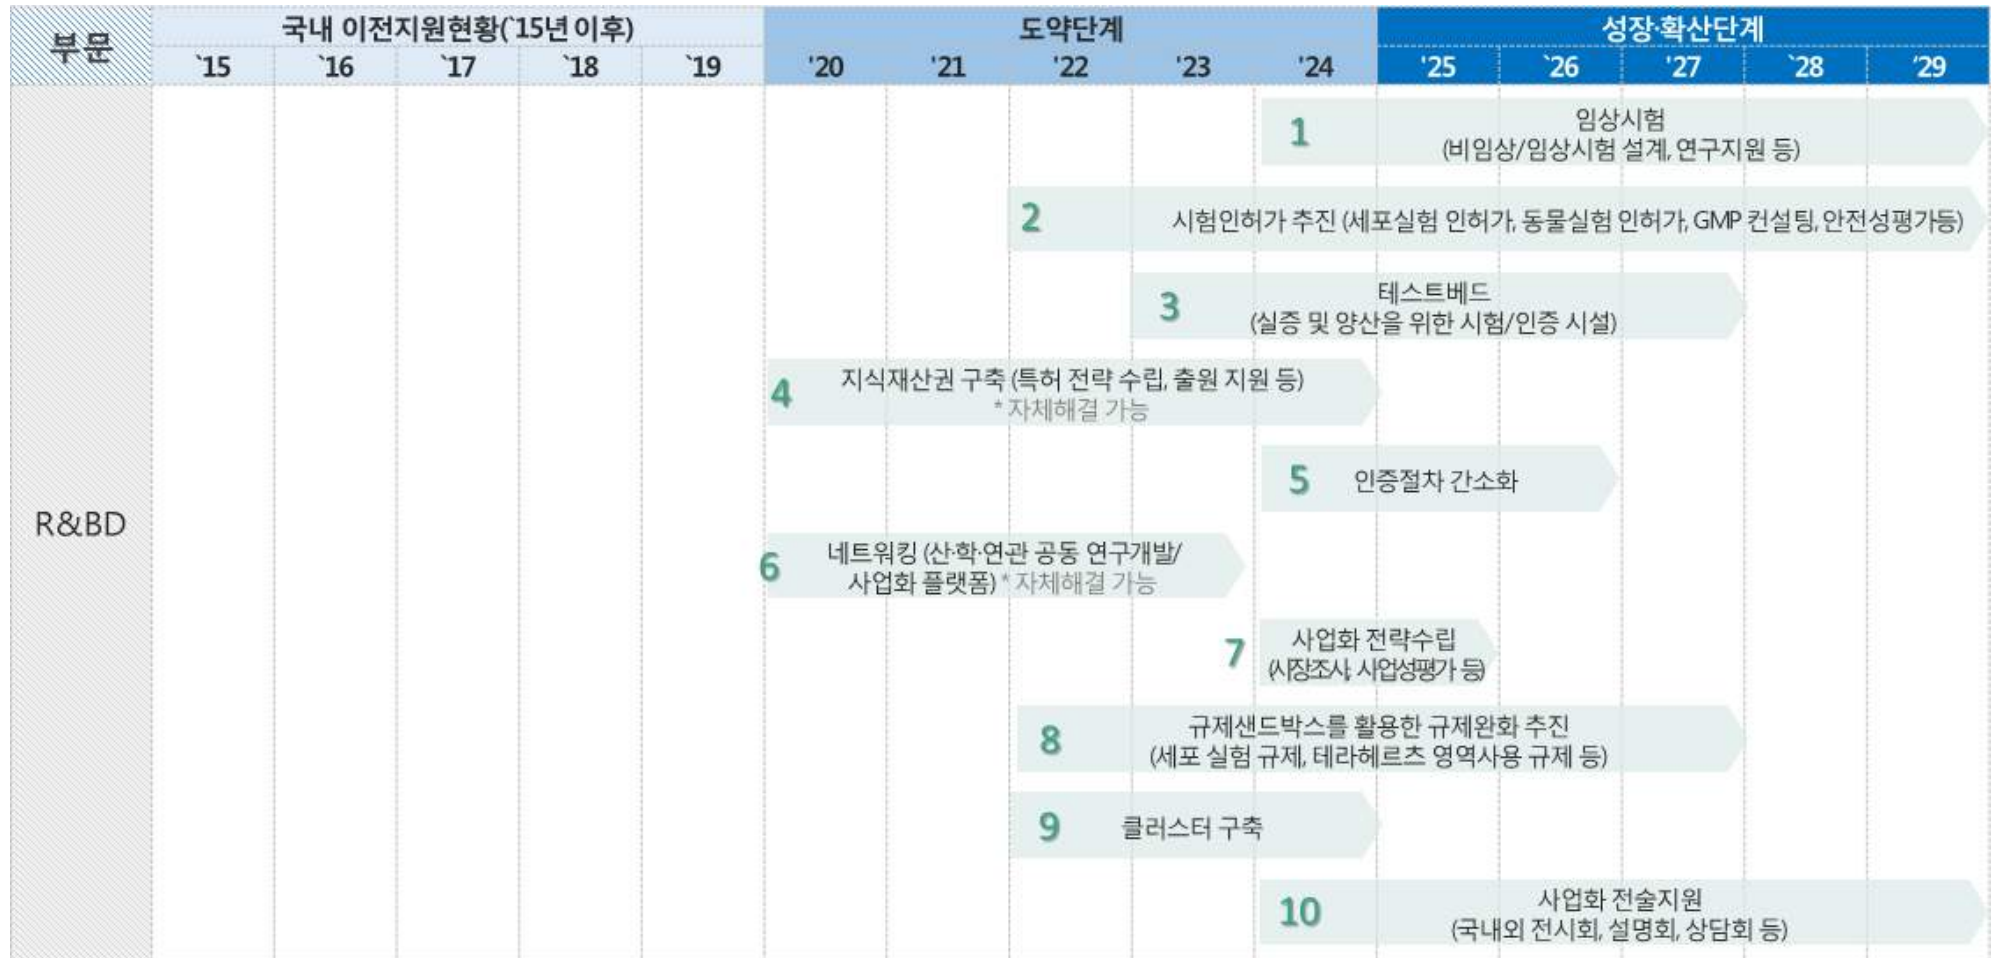 부문
국내 이전지원현황(`15년 이후)
도약단계
성장·확산단계
`15 `16 `17 `18 `19 '20 '21 '22 '23 '24 '25 `26 '27 `28 '29
R&BD
1 임상시험
(비임상/임상시험 설계, 연구지원 등)
2 시험인허가 추진 (세포실험 인허가, 동물실험 인허가, GMP 컨설팅, 안전성평가등)
3 테스트베드
(실증 및 양산을 위한 시험/인증 시설)
4 지식재산권 구축 (특허 전략 수립, 출원 지원 등)
* 자체해결 가능
5 인증절차 간소화
6 네트워킹 (산·학·연관 공동 연구개발/
사업화 플랫폼) * 자체해결 가능
7 사업화 전략수립
(시장조사, 사업성평가 등)
8 규제샌드박스를 활용한 규제완화 추진
(세포 실험 규제, 테라헤르츠 영역사용 규제 등)
9 클러스터 구축
10 사업화 전술지원
(국내외 전시회, 설명회, 상담회 등)